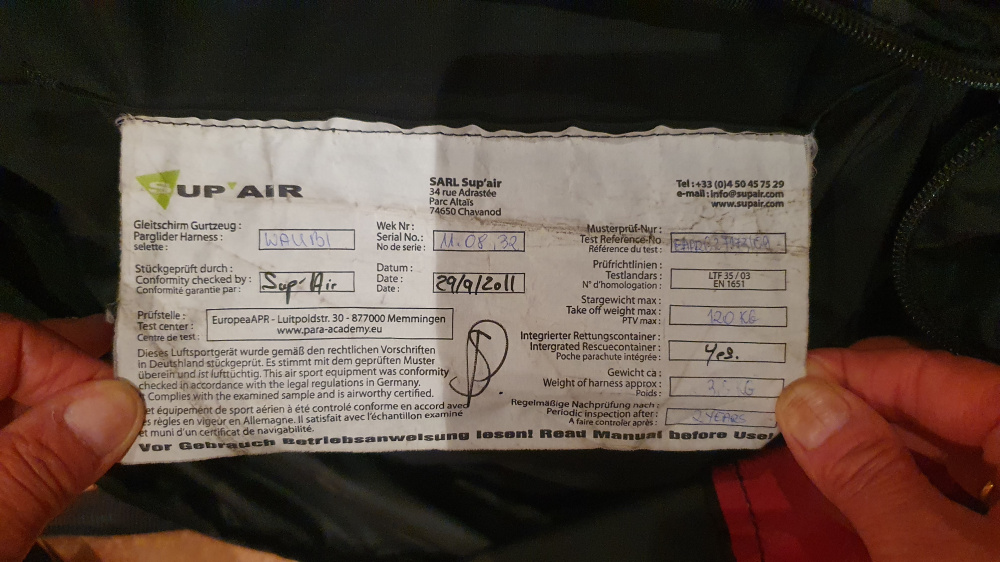 SUP'AIR
SARL Sup'air
34 rue Adrastée
Parc Altaïs
74650 Chavanod
Tel :+33 (0)4 50 45 75 29
e-mail : info@supair.com
www.supair.com
Gleitschirm Gurtzeug :
Parglider Harness :
selette :
Wek Nr :
Serial No.:
No de serie :
11.08.32
Musterprüf-Nur :
Test Reference-No
Référence du test :
Stückgeprüft durch :
Conformity checked by :
Conformité garantie par :
Sup'Air
Datum :
Date :
Date :
29/9/2011
Prüfrichtlinien :
Testlandars :
N° d'homologation :
LTF 35 / 03
EN 1651
Stargewicht max :
Take off weight max :
PTV max :
120 KG
Prüfstelle :
Test center :
Centre de test :
EuropeaAPR - Luitpoldstr. 30 - 877000 Memmingen
www.para-academy.eu
Integrierter Rettungscontainer :
Intergrated Rescuecontainer :
Poche parachute intégrée :
Yes.
Dieses Luftsportgerät wurde gemäß den rechtlichen Vorschriften
in Deutshland stückgeprüt. Es stimmt mit dem geprüften Muster
überein und ist luftüchtig. This air sport equipment was conformity
checked in accordance with the legal regulations in Germany.
Complies with the examined sample and is airworthy certified.
et équipement de sport aérien à été controlé conforme en accord avec
es règles en vigeur en Allemagne. Il satisfait avec l'échantillon examiné
et muni d'un certificat de navigabilité.
Gewicht ca :
Weight of harness approx :
Poids :
Regelmäßige Nachprüfung nach :
Periodic inspection after :
A faire controler après :
2 YEARS
Vor Gebrauch Betriebsanweisung lesen! Read Manual before Use!